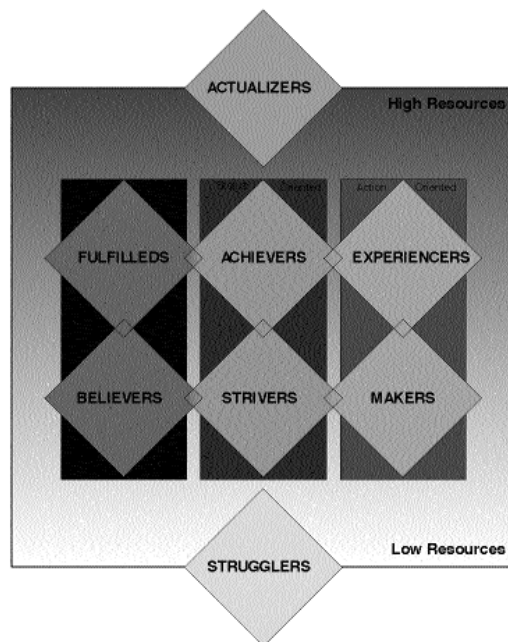 ACTUALIZERS
High Resources
Oriented
Action Oriented
FULFILLEDS ACHIEVERS EXPERIENCERS
BELIEVERS STRIVERS MAKERS
Low Resources
STRUGGLERS